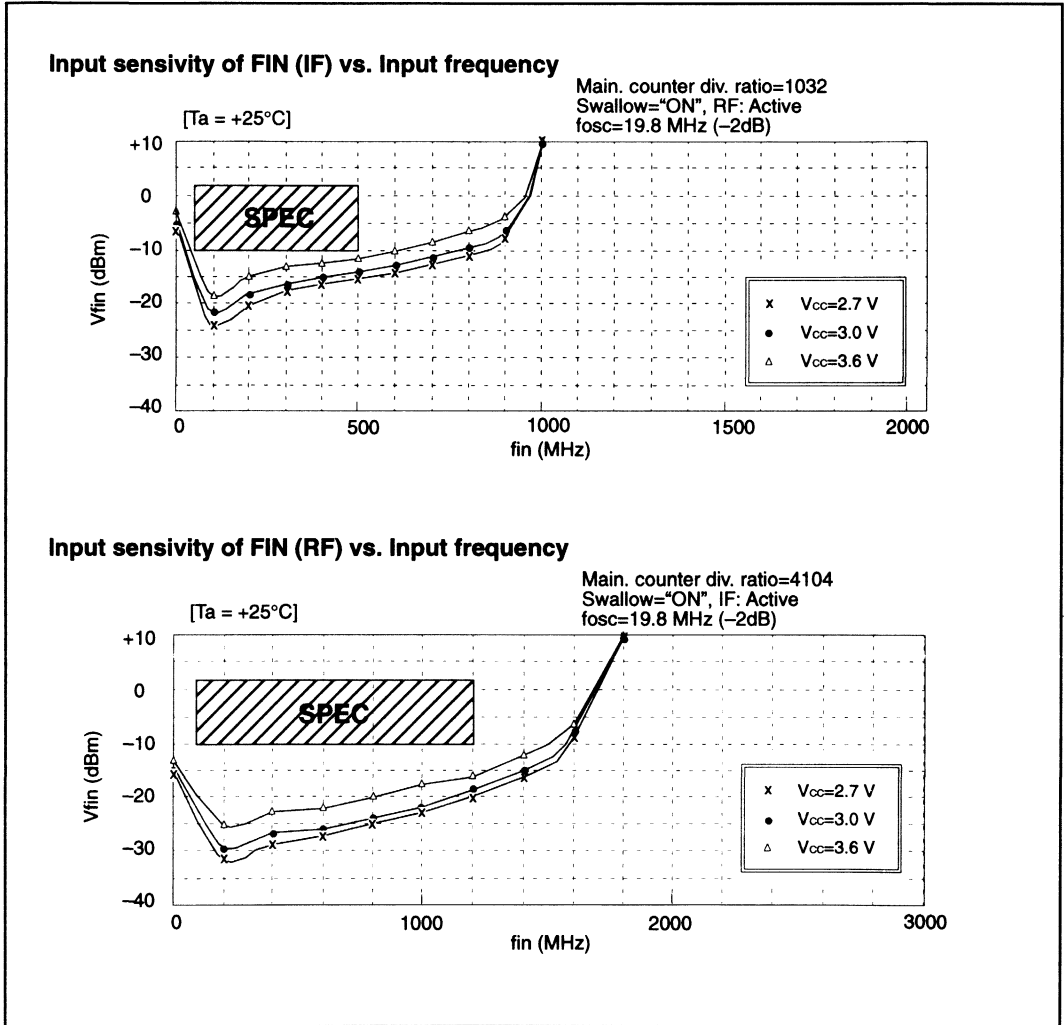 Input sensivity of FIN (IF) vs. Input frequency
Main. counter div. ratio=1032
Swallow="ON", RF: Active
fosc=19.8 MHz (–2dB)
[Ta = +25°C]
+10
0
–10
–20
–30
–40
Vfin (dBm)
SPEC
Vcc=2.7 V
Vcc=3.0 V
Vcc=3.6 V
0
500
1000
1500
2000
fin (MHz)
Input sensivity of FIN (RF) vs. Input frequency
Main. counter div. ratio=4104
Swallow="ON", IF: Active
fosc=19.8 MHz (–2dB)
[Ta = +25°C]
+10
0
–10
–20
–30
–40
Vfin (dBm)
SPEC
Vcc=2.7 V
Vcc=3.0 V
Vcc=3.6 V
0
1000
2000
3000
fin (MHz)